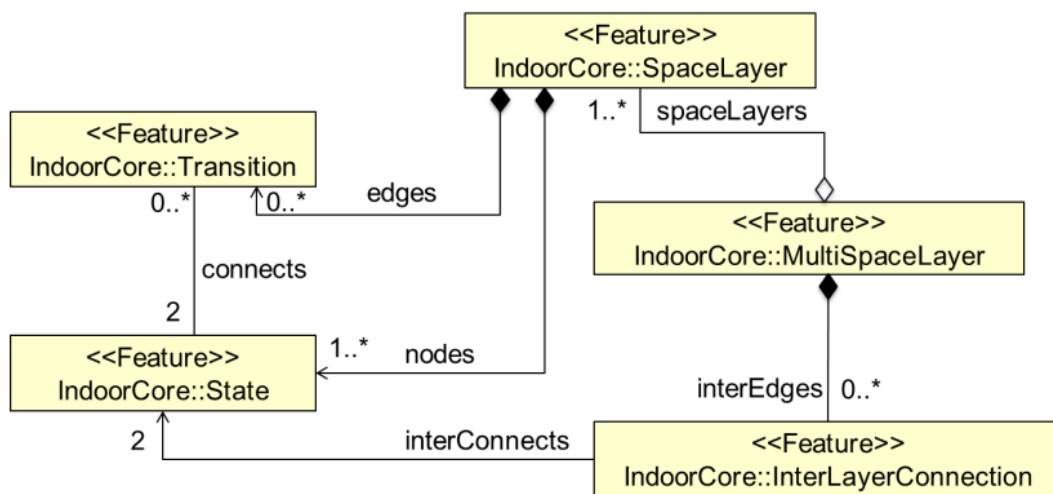 <<Feature>>
IndoorCore::SpaceLayer
1..*
spaceLayers
<<Feature>>
IndoorCore::Transition
0..*
0..*
edges
<<Feature>>
IndoorCore::MultiSpaceLayer
connects
2
1..*
nodes
<<Feature>>
IndoorCore::State
interEdges
0..*
2
interConnects
<<Feature>>
IndoorCore::InterLayerConnection